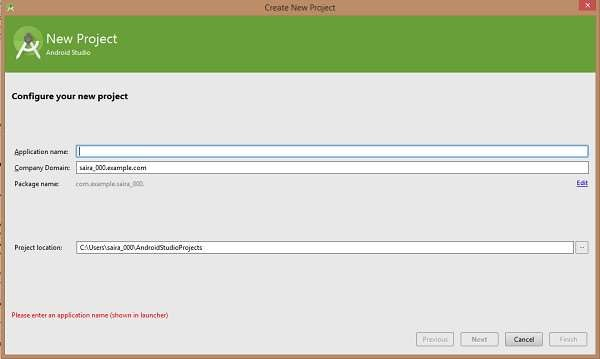 Create New Project
New Project
Android Studio
Configure your new project
Application name:
Company Domain: saira_000.example.com
Package name: com.example.saira_000. Edit
Project location: C:\Users\saira_000\AndroidStudioProjects ...
Please enter an application name (shown in launcher)
Previous Next Cancel Finish